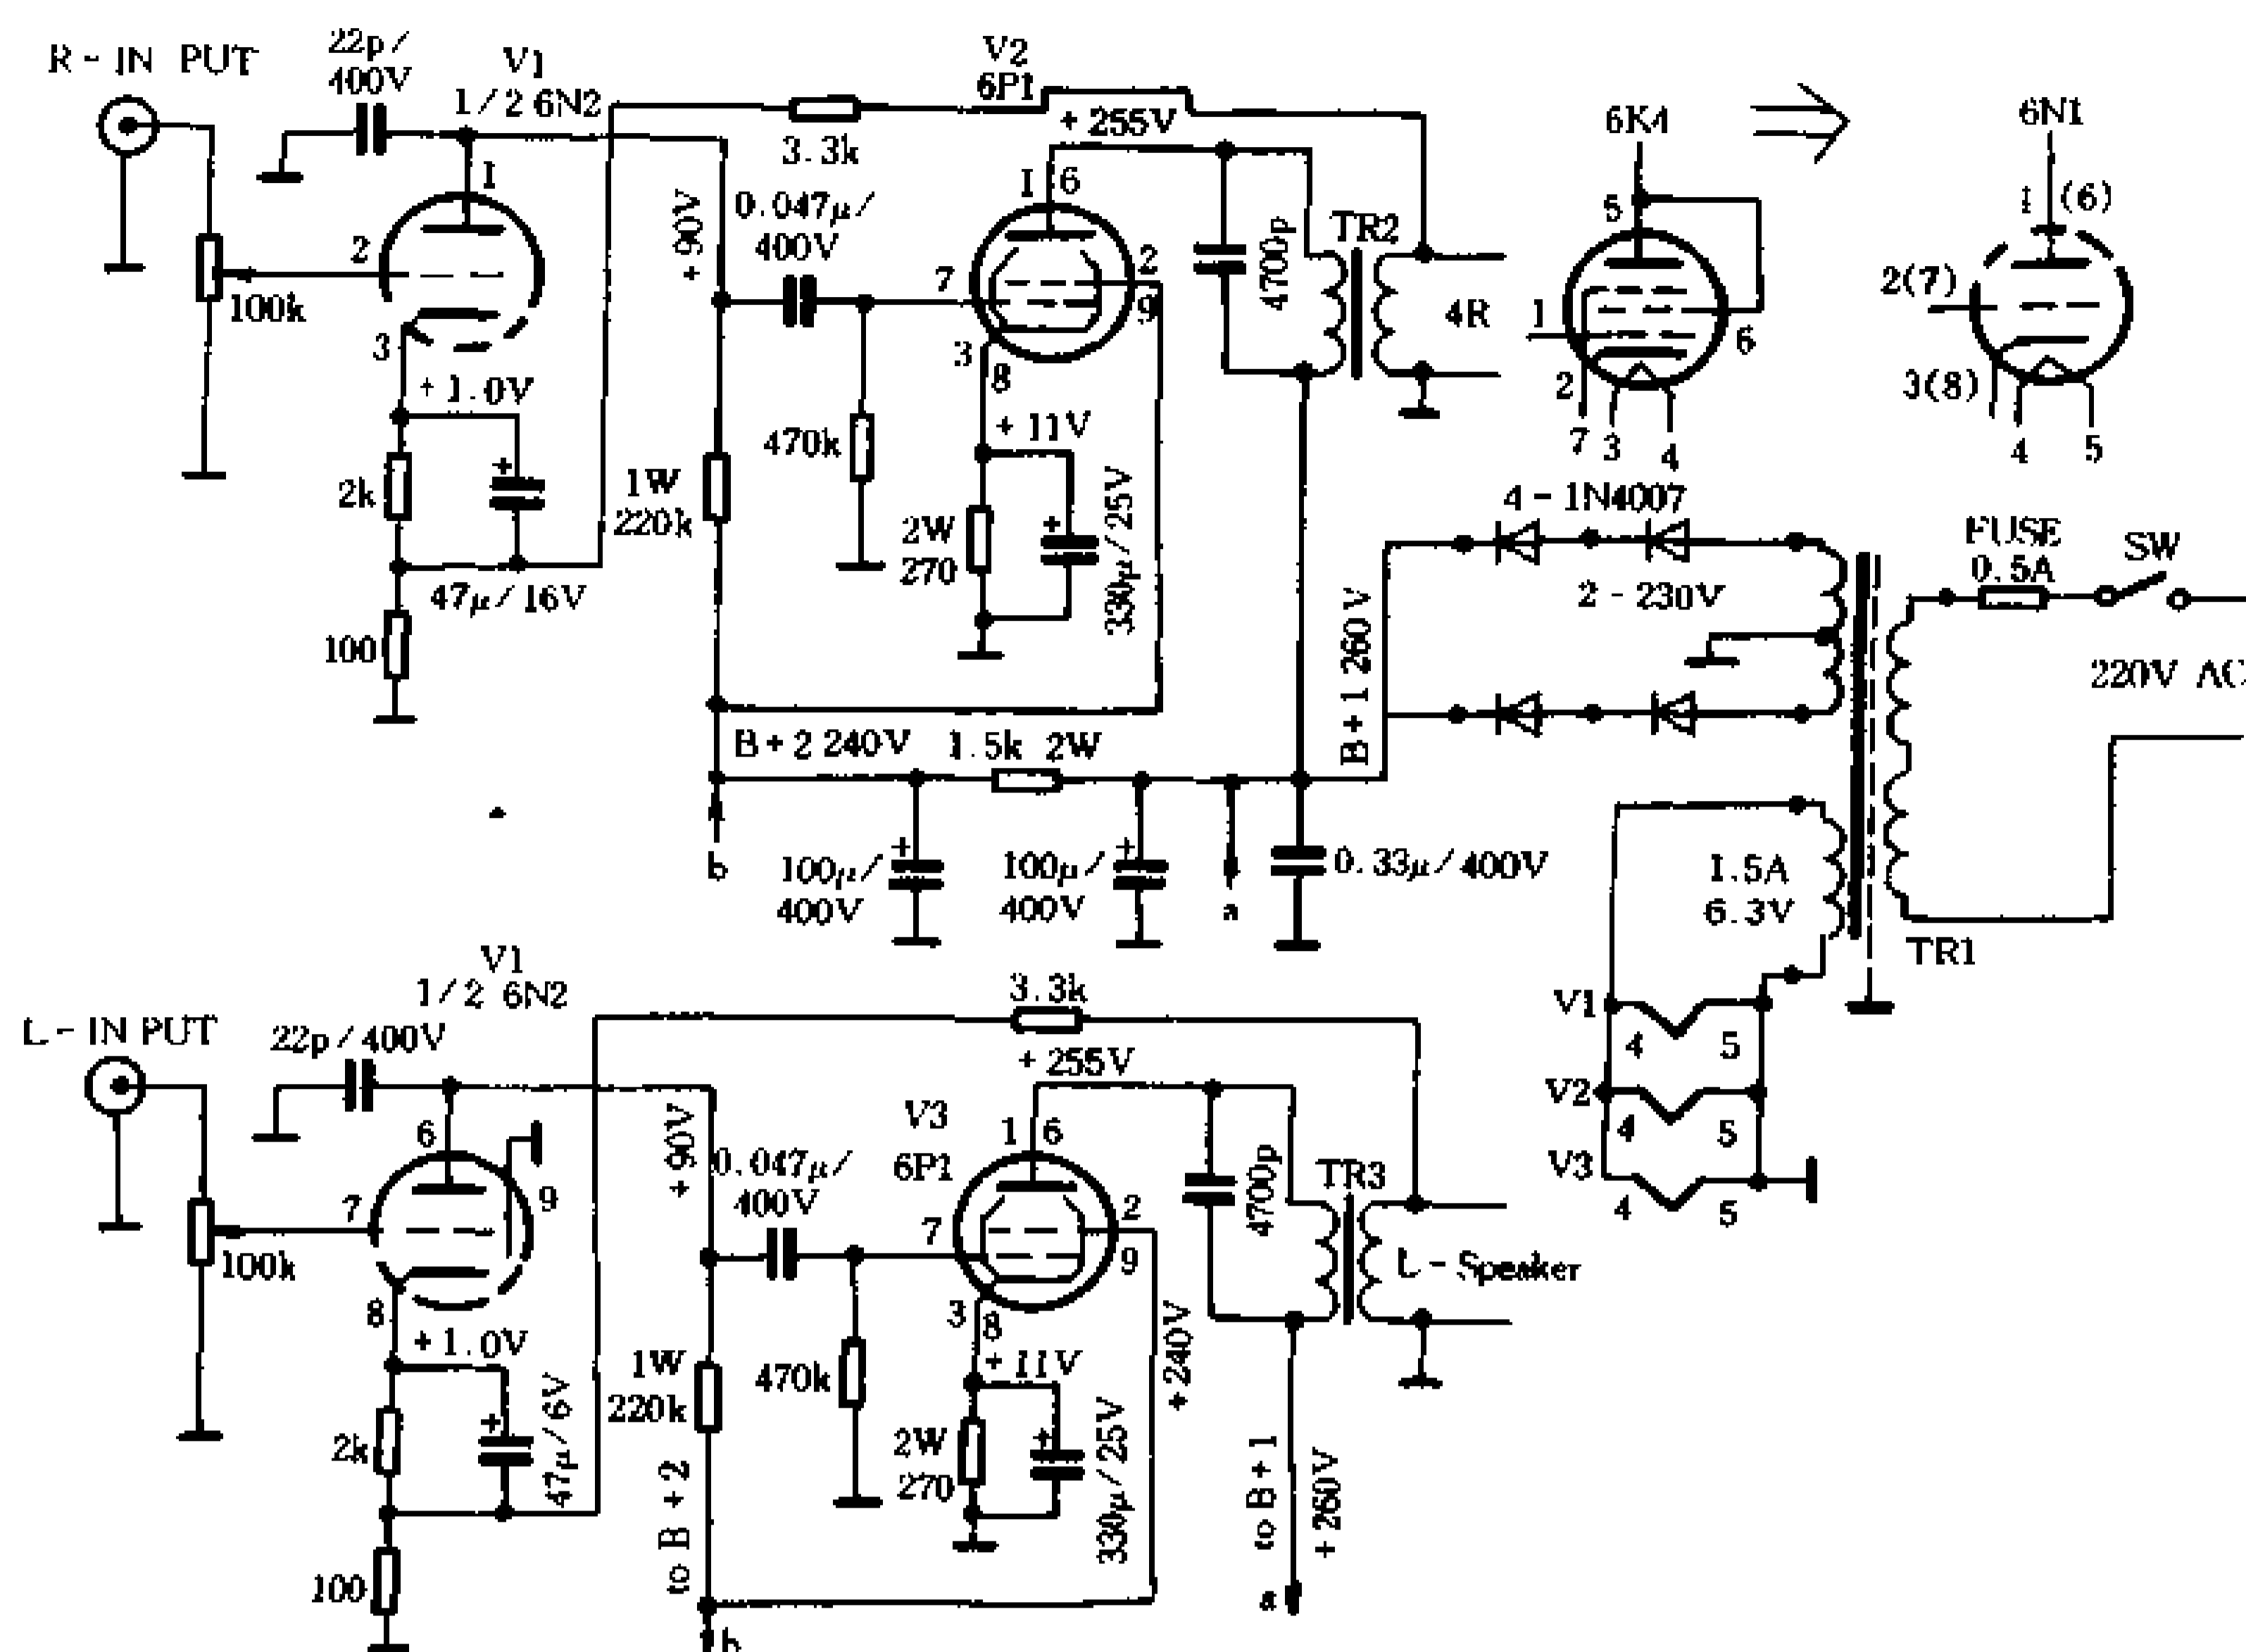 R - IN PUT
22p /
400V
V1
1 / 2 6N2
V2
6P1
+ 255V
3.3k
1
1 6
2
100k
3
+ 90V
0.047μ /
400V
7
2
9
3
8
4700p
TR2
4R
6K4
5
1
6
2
7
3
4
6N1
1 (6)
2(7)
3(8)
4
5
+ 1.0V
2k
47μ / 16V
100
1W
220k
470k
+ 11V
2W
270
330μ / 25V
4 - 1N4007
2 - 230V
FUSE
0.5A
SW
220V AC
B + 1 260V
B + 2 240V
1.5k 2W
b
100μ /
400V
100μ /
400V
a
0.33μ / 400V
1.5A
6.3V
TR1
V1
4
5
V2
4
5
V3
4
5
V1
1 / 2 6N2
L - IN PUT
22p / 400V
3.3k
+ 255V
V3
6P1
6
7
9
8
100k
+ 90V
0.047μ /
400V
1 6
7
2
9
3
8
4700p
TR3
L - Speaker
+ 1.0V
2k
47μ / 6V
100
1W
220k
470k
+ 11V
2W
270
330μ / 25V
+ 240V
to B + 2
to B + 1
+ 260V
a
b